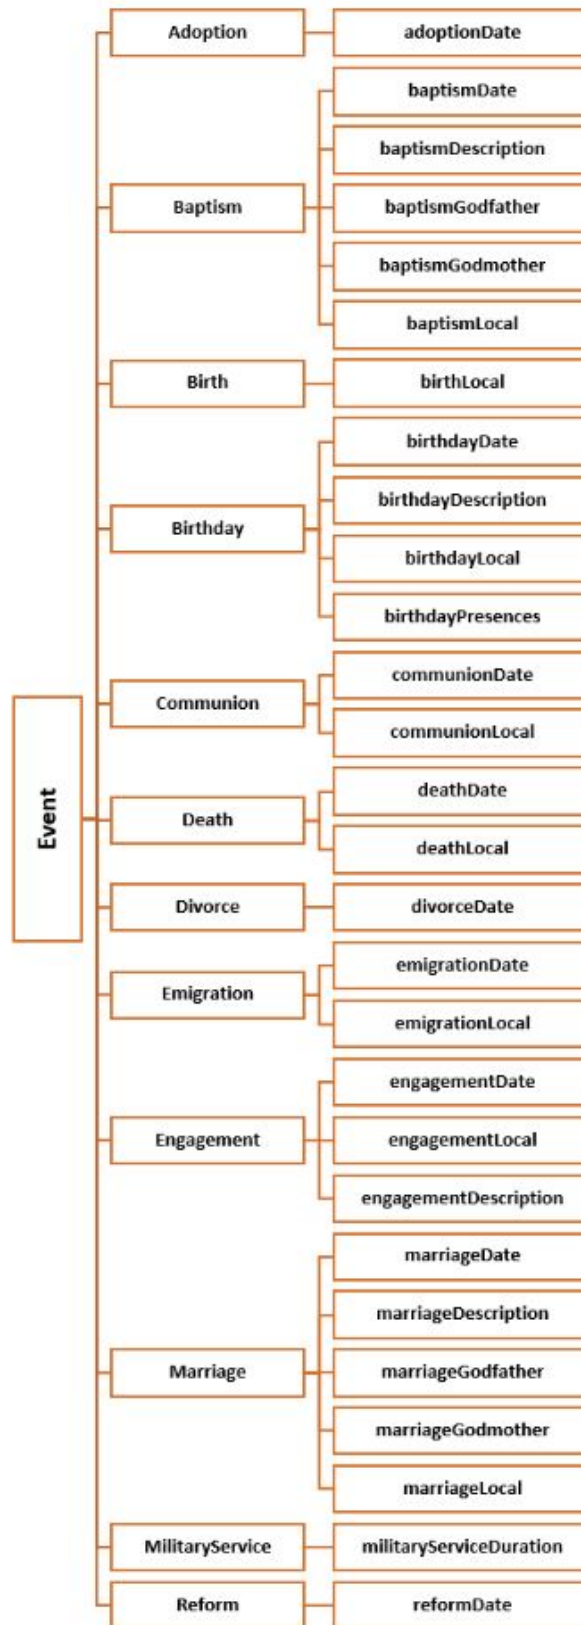 Event
Adoption
adoptionDate
Baptism
baptismDate
baptismDescription
baptismGodfather
baptismGodmother
baptismLocal
Birth
birthLocal
Birthday
birthdayDate
birthdayDescription
birthdayLocal
birthdayPresences
Communion
communionDate
communionLocal
Death
deathDate
deathLocal
Divorce
divorceDate
Emigration
emigrationDate
emigrationLocal
Engagement
engagementDate
engagementLocal
engagementDescription
Marriage
marriageDate
marriageDescription
marriageGodfather
marriageGodmother
marriageLocal
MilitaryService
militaryServiceDuration
Reform
reformDate